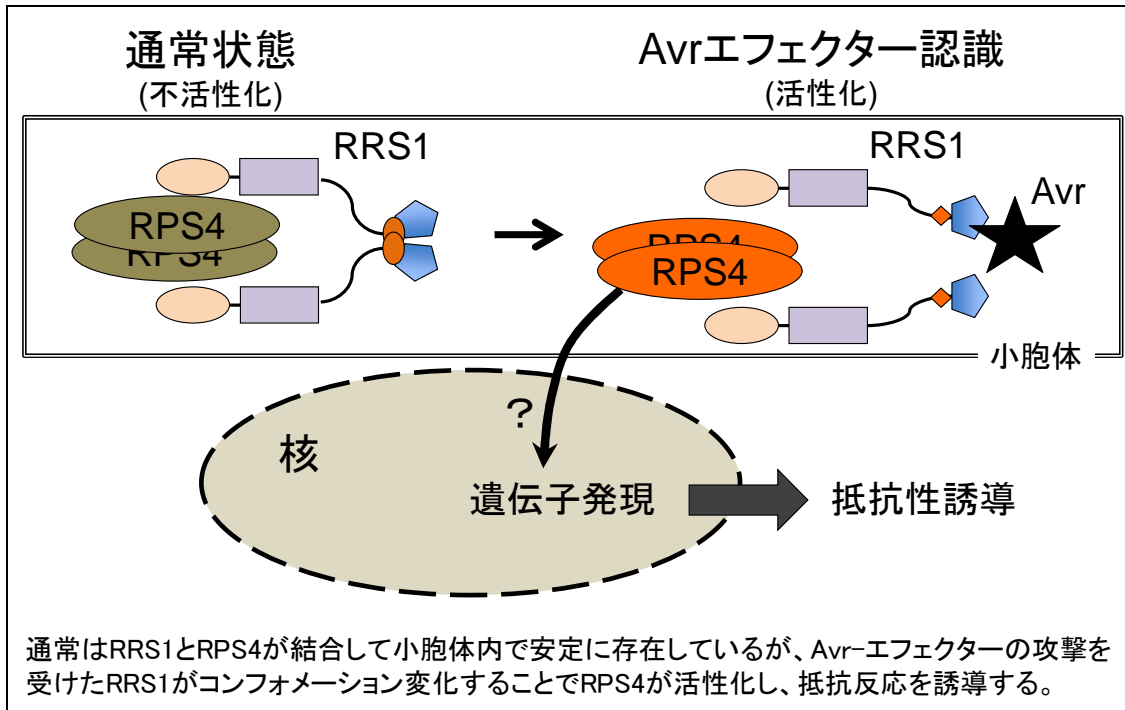 通常状態
(不活性化)
Avrエフェクター認識
(活性化)
RRS1
RPS4
RPS4
RRS1
Avr
RPS4
RPS4
小胞体
核
?
遺伝子発現
抵抗性誘導
通常はRRS1とRPS4が結合して小胞体内で安定に存在しているが、Avr-エフェクターの攻撃を
受けたRRS1がコンフォメーション変化することでRPS4が活性化し、抵抗反応を誘導する。